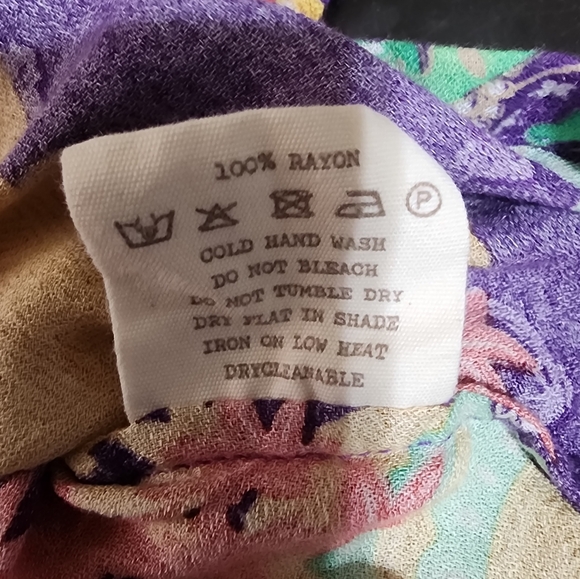 100% RAYON
P
COLD HAND WASH
DO NOT BLEACH
DO NOT TUMBLE DRY
DRY FLAT IN SHADE
IRON ON LOW HEAT
DRYCLEANABLE